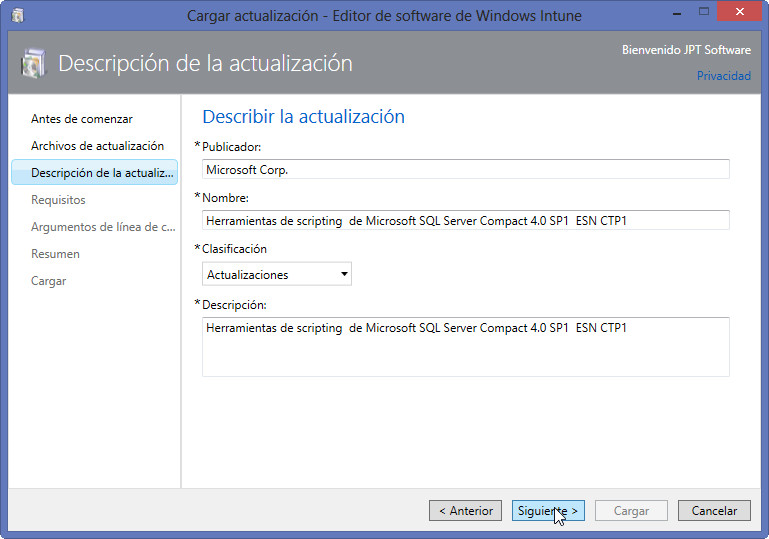 Cargar actualización - Editor de software de Windows Intune
Descripción de la actualización
Bienvenido JPT Software
Privacidad
Antes de comenzar
Archivos de actualización
Descripción de la actualiz...
Requisitos
Argumentos de línea de c...
Resumen
Cargar
Describir la actualización
*Publicador:
Microsoft Corp.
*Nombre:
Herramientas de scripting  de Microsoft SQL Server Compact 4.0 SP1  ESN CTP1
*Clasificación
Actualizaciones
*Descripción:
Herramientas de scripting  de Microsoft SQL Server Compact 4.0 SP1  ESN CTP1
< Anterior
Siguiente >
Cargar
Cancelar